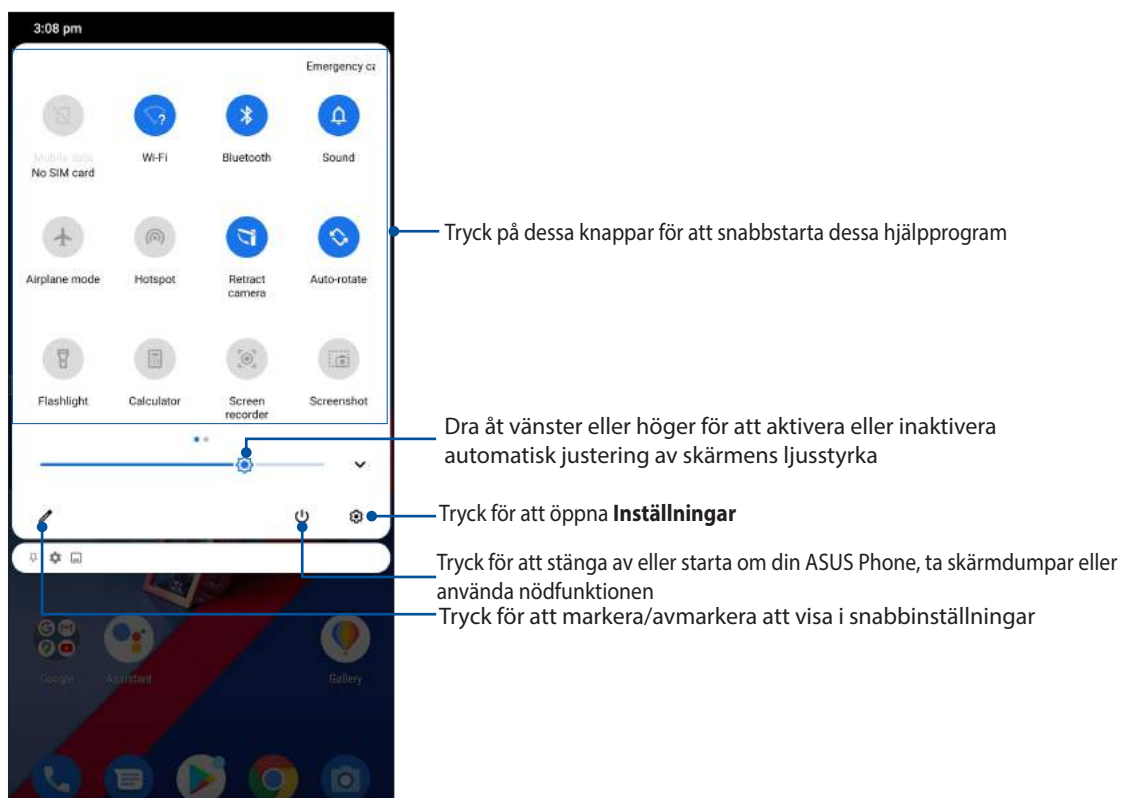 3:08 pm
Emergency ca
Mobile data
No SIM card
Wi-Fi
Bluetooth
Sound
Airplane mode
Hotspot
Retract
camera
Auto-rotate
Flashlight
Calculator
Screen
recorder
Screenshot
Tryck på dessa knappar för att snabbstarta dessa hjälpprogram
Dra åt vänster eller höger för att aktivera eller inaktivera
automatisk justering av skärmens ljusstyrka
Tryck för att öppna Inställningar
Tryck för att stänga av eller starta om din ASUS Phone, ta skärmdumpar eller
använda nödfunktionen
Tryck för att markera/avmarkera att visa i snabbinställningar
Google
Assistant
Gallery